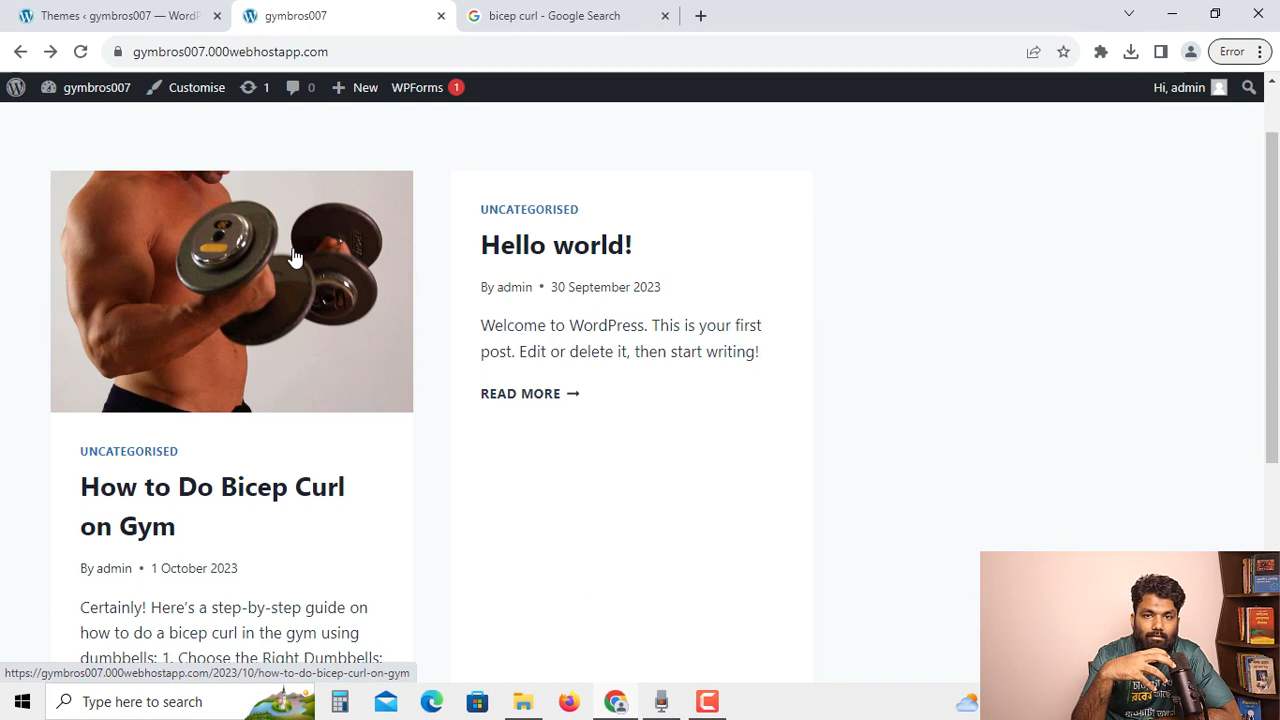 Themes ‹ gymbros007 — WordP
gymbros007
bicep curl - Google Search
gymbros007.000webhostapp.com
Error
gymbros007
Customise
1
0
New
WPForms
1
Hi, admin
UNCATEGORISED
How to Do Bicep Curl
on Gym
By admin • 1 October 2023
Certainly! Here’s a step-by-step guide on
how to do a bicep curl in the gym using
dumbbells: 1. Choose the Right Dumbbells:
UNCATEGORISED
Hello world!
By admin • 30 September 2023
Welcome to WordPress. This is your first
post. Edit or delete it, then start writing!
READ MORE →
https://gymbros007.000webhostapp.com/2023/10/how-to-do-bicep-curl-on-gym
Type here to search